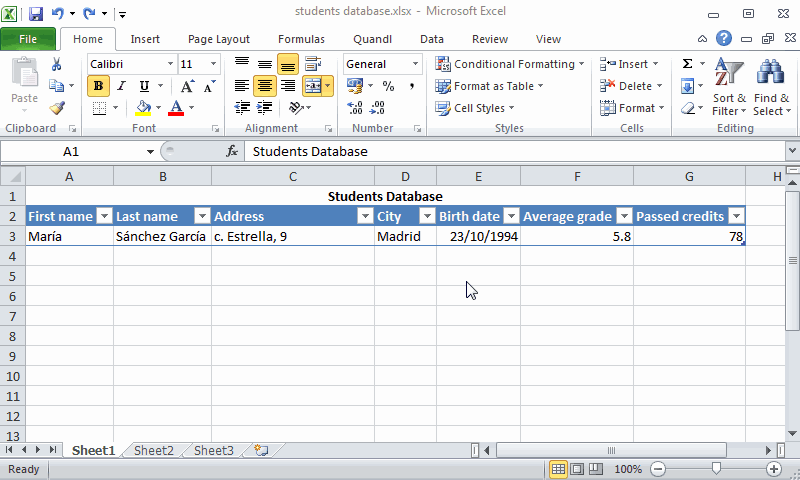 students database.xlsx - Microsoft Excel
File Home Insert Page Layout Formulas Quandl Data Review View
Paste Calibri 11 General Conditional Formatting Insert Σ
B I U % , Format as Table Delete Sort & Filter Find & Select
A Cell Styles Format
Clipboard Font Alignment Number Styles Cells Editing
A1 fx Students Database
A B C D E F G H
1 Students Database
2 First name Last name Address City Birth date Average grade Passed credits
3 María Sánchez García c. Estrella, 9 Madrid 23/10/1994 5.8 78
4
5
6
7
8
9
10
11
12
13
Sheet1 Sheet2 Sheet3
Ready 100%